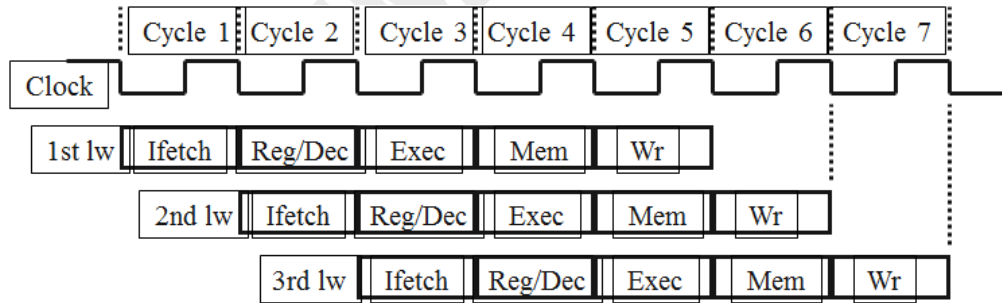 Cycle 1 Cycle 2 Cycle 3 Cycle 4 Cycle 5 Cycle 6 Cycle 7
Clock
1st lw Ifetch Reg/Dec Exec Mem Wr
2nd lw Ifetch Reg/Dec Exec Mem Wr
3rd lw Ifetch Reg/Dec Exec Mem Wr